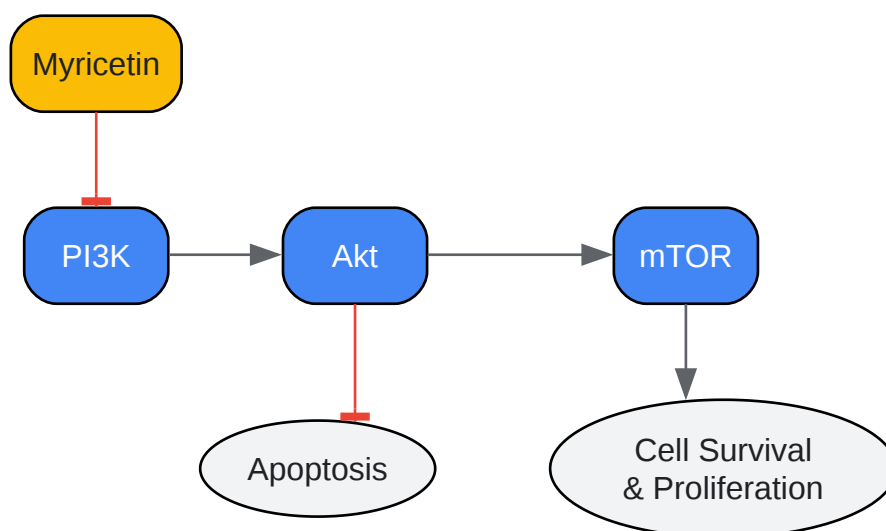 Myricetin
PI3K
Akt
mTOR
Apoptosis
Cell Survival
& Proliferation